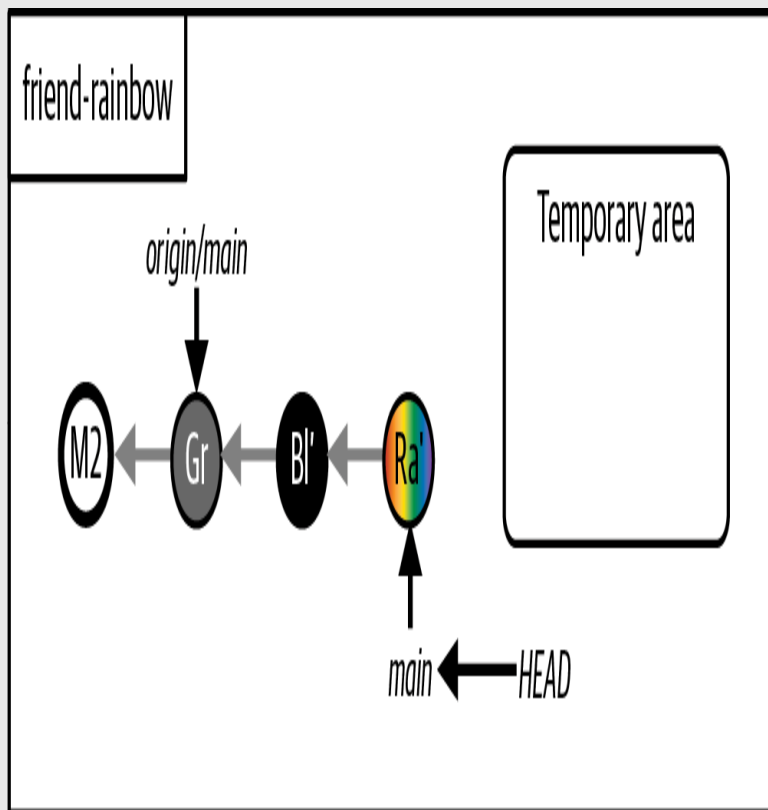 friend-rainbow
Temporary area
origin/main
M2
Gr
Bl′
Ra'
main
HEAD